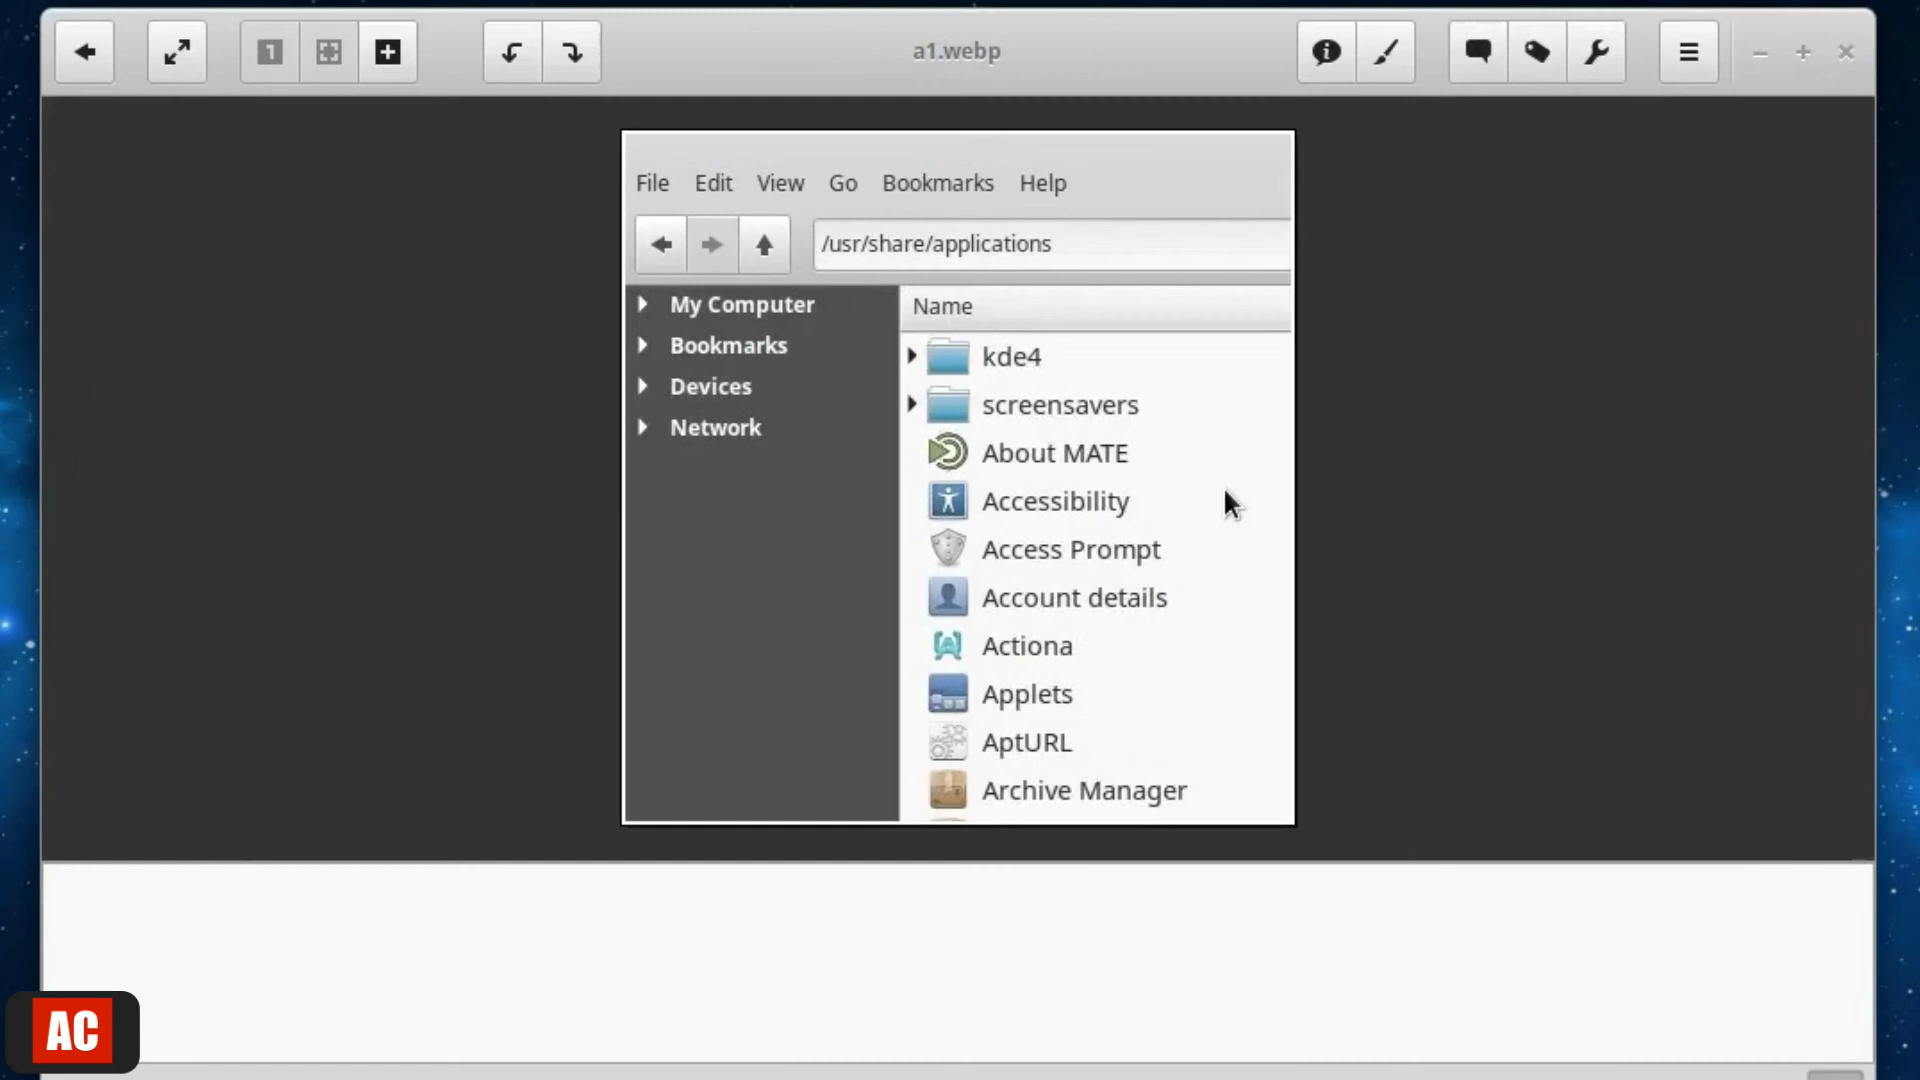 1 a1.webp
File Edit View Go Bookmarks Help
/usr/share/applications
My Computer
Bookmarks
Devices
Network
Name
kde4
screensavers
About MATE
Accessibility
Access Prompt
Account details
Actiona
Applets
AptURL
Archive Manager
AC